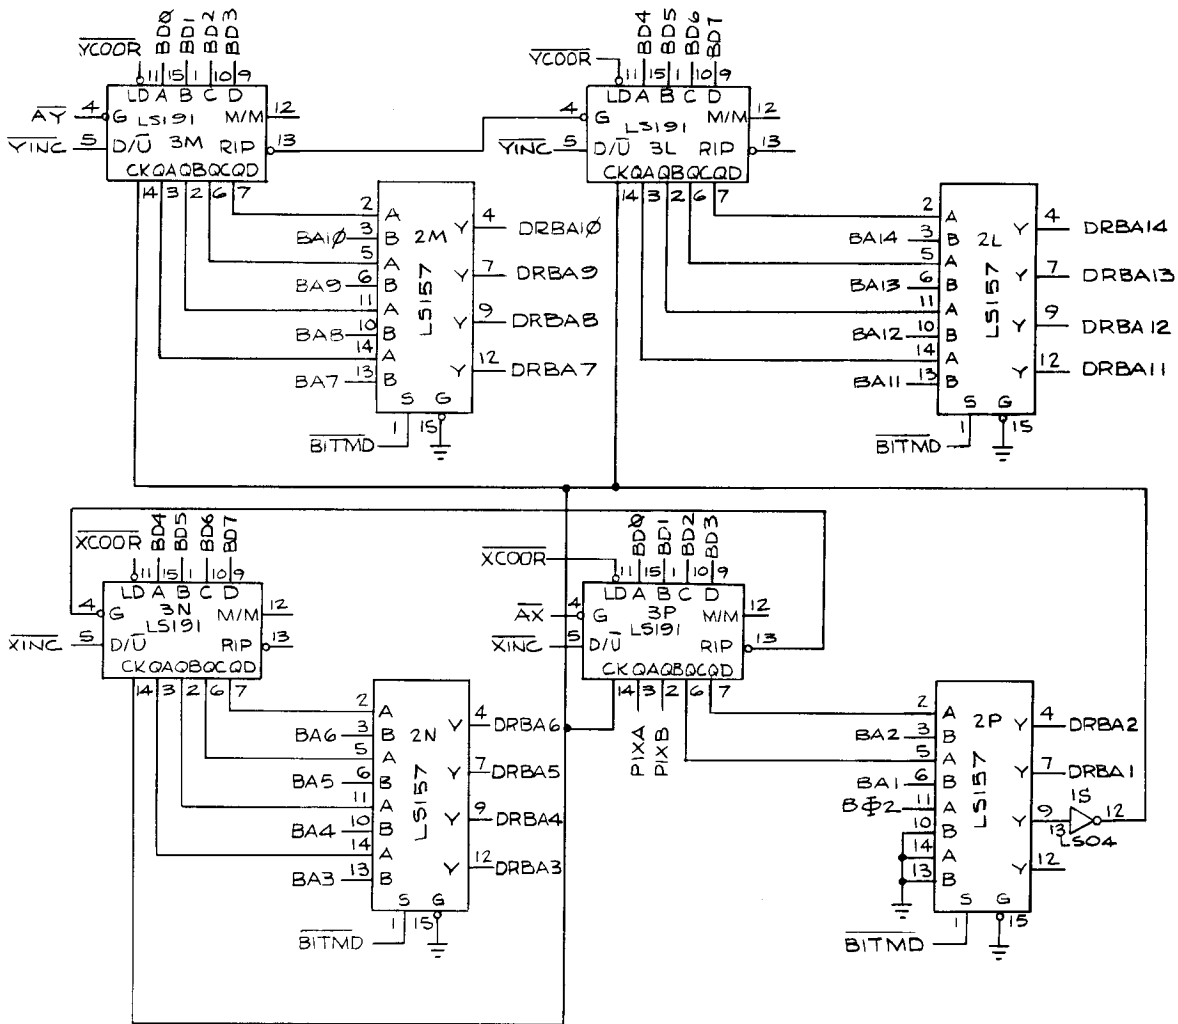 YCOOR BDØ BD1 BD2 BD3
11 15 1 10 9
LD A B C D
AY 4 G LS191 M/M 12
YINC 5 D/U 3M RIP 13
CK QA QB QC QD
14 3 2 6 7
2 A
BA1Ø 3 B 2M Y 4 DRBA1Ø
5 A
BA9 6 B Y 7 DRBA9
11 A LS157
BA8 10 B Y 9 DRBA8
14 A
BA7 13 B Y 12 DRBA7
S G
1 15
BITMD
YCOOR BD4 BD5 BD6 BD7
11 15 1 10 9
LD A B C D
4 G LS191 M/M 12
YINC 5 D/U 3L RIP 13
CK QA QB QC QD
14 3 2 6 7
2 A
BA14 3 B 2L Y 4 DRBA14
5 A
BA13 6 B Y 7 DRBA13
11 A LS157
BA12 10 B Y 9 DRBA12
14 A
BA11 13 B Y 12 DRBA11
S G
1 15
BITMD
XCOOR BD4 BD5 BD6 BD7
11 15 1 10 9
LD A B C D
4 G 3N M/M 12
LS191
XINC 5 D/U RIP 13
CK QA QB QC QD
14 3 2 6 7
2 A
BA6 3 B 2N Y 4 DRBA6
5 A
BA5 6 B Y 7 DRBA5
11 A LS157
BA4 10 B Y 9 DRBA4
14 A
BA3 13 B Y 12 DRBA3
S G
1 15
BITMD
XCOOR BDØ BD1 BD2 BD3
11 15 1 10 9
LD A B C D
AX 4 G 3P M/M 12
LS191
XINC 5 D/U RIP 13
CK QA QB QC QD
14 3 2 6 7
PIXA PIXB
2 A
BA2 3 B 2P Y 4 DRBA2
5 A
BA1 6 B Y 7 DRBA1
BΦ2 11 A LS157
10 B Y 9 13 1S 12
LS04
14 A
13 B Y 12
S G
1 15
BITMD